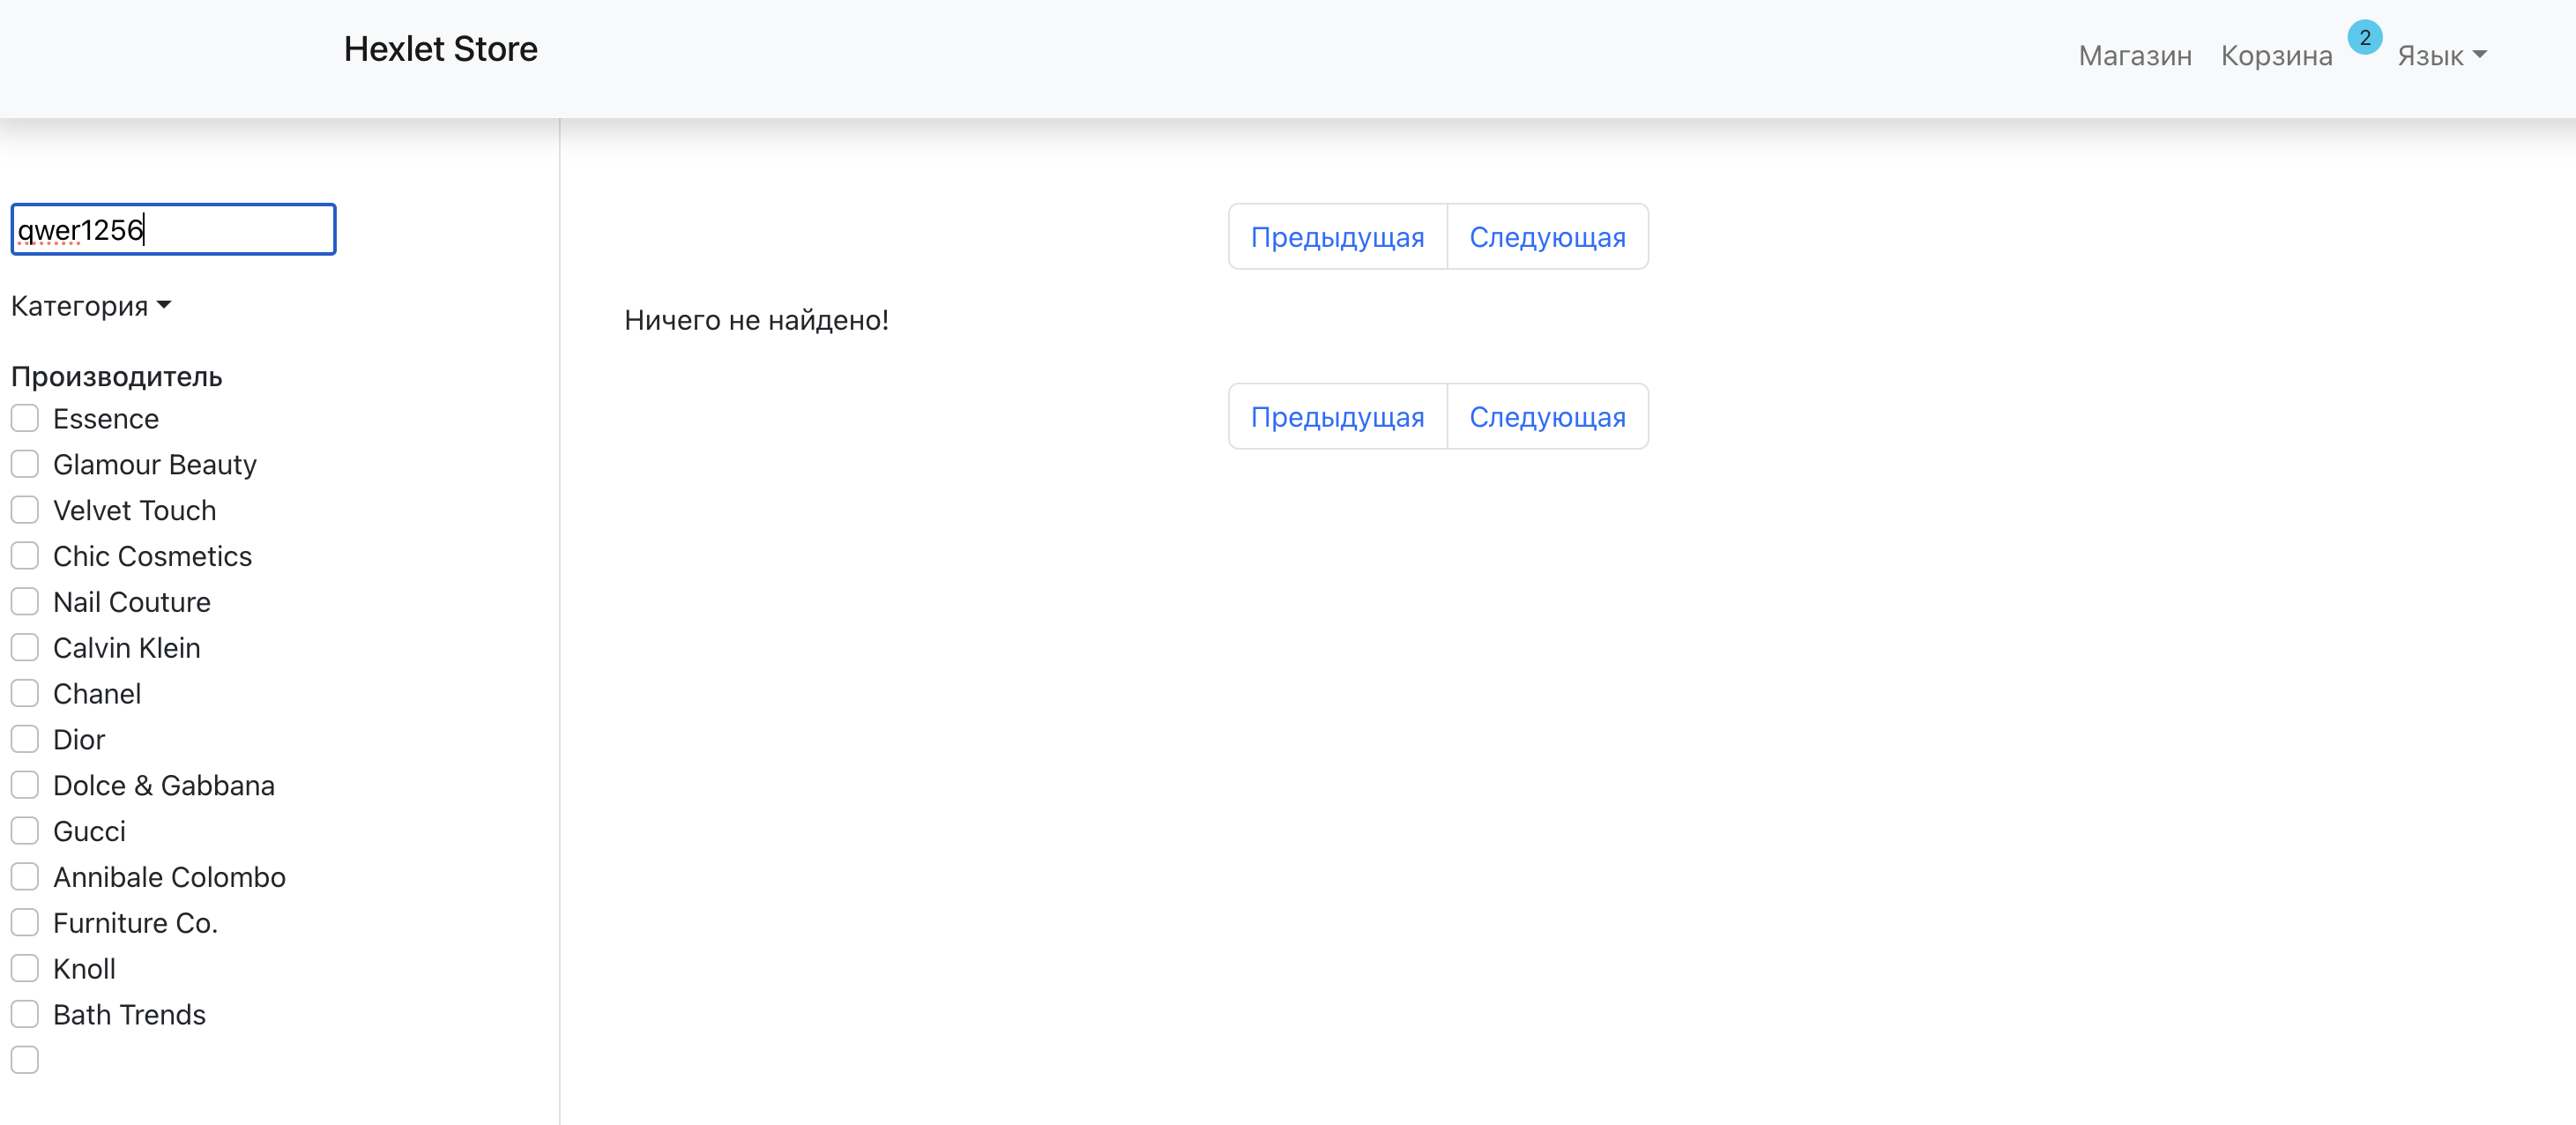 Hexlet Store
Магазин Корзина 2 Язык
qwer1256
Категория
Производитель
Essence
Glamour Beauty
Velvet Touch
Chic Cosmetics
Nail Couture
Calvin Klein
Chanel
Dior
Dolce & Gabbana
Gucci
Annibale Colombo
Furniture Co.
Knoll
Bath Trends
Предыдущая Следующая
Ничего не найдено!
Предыдущая Следующая